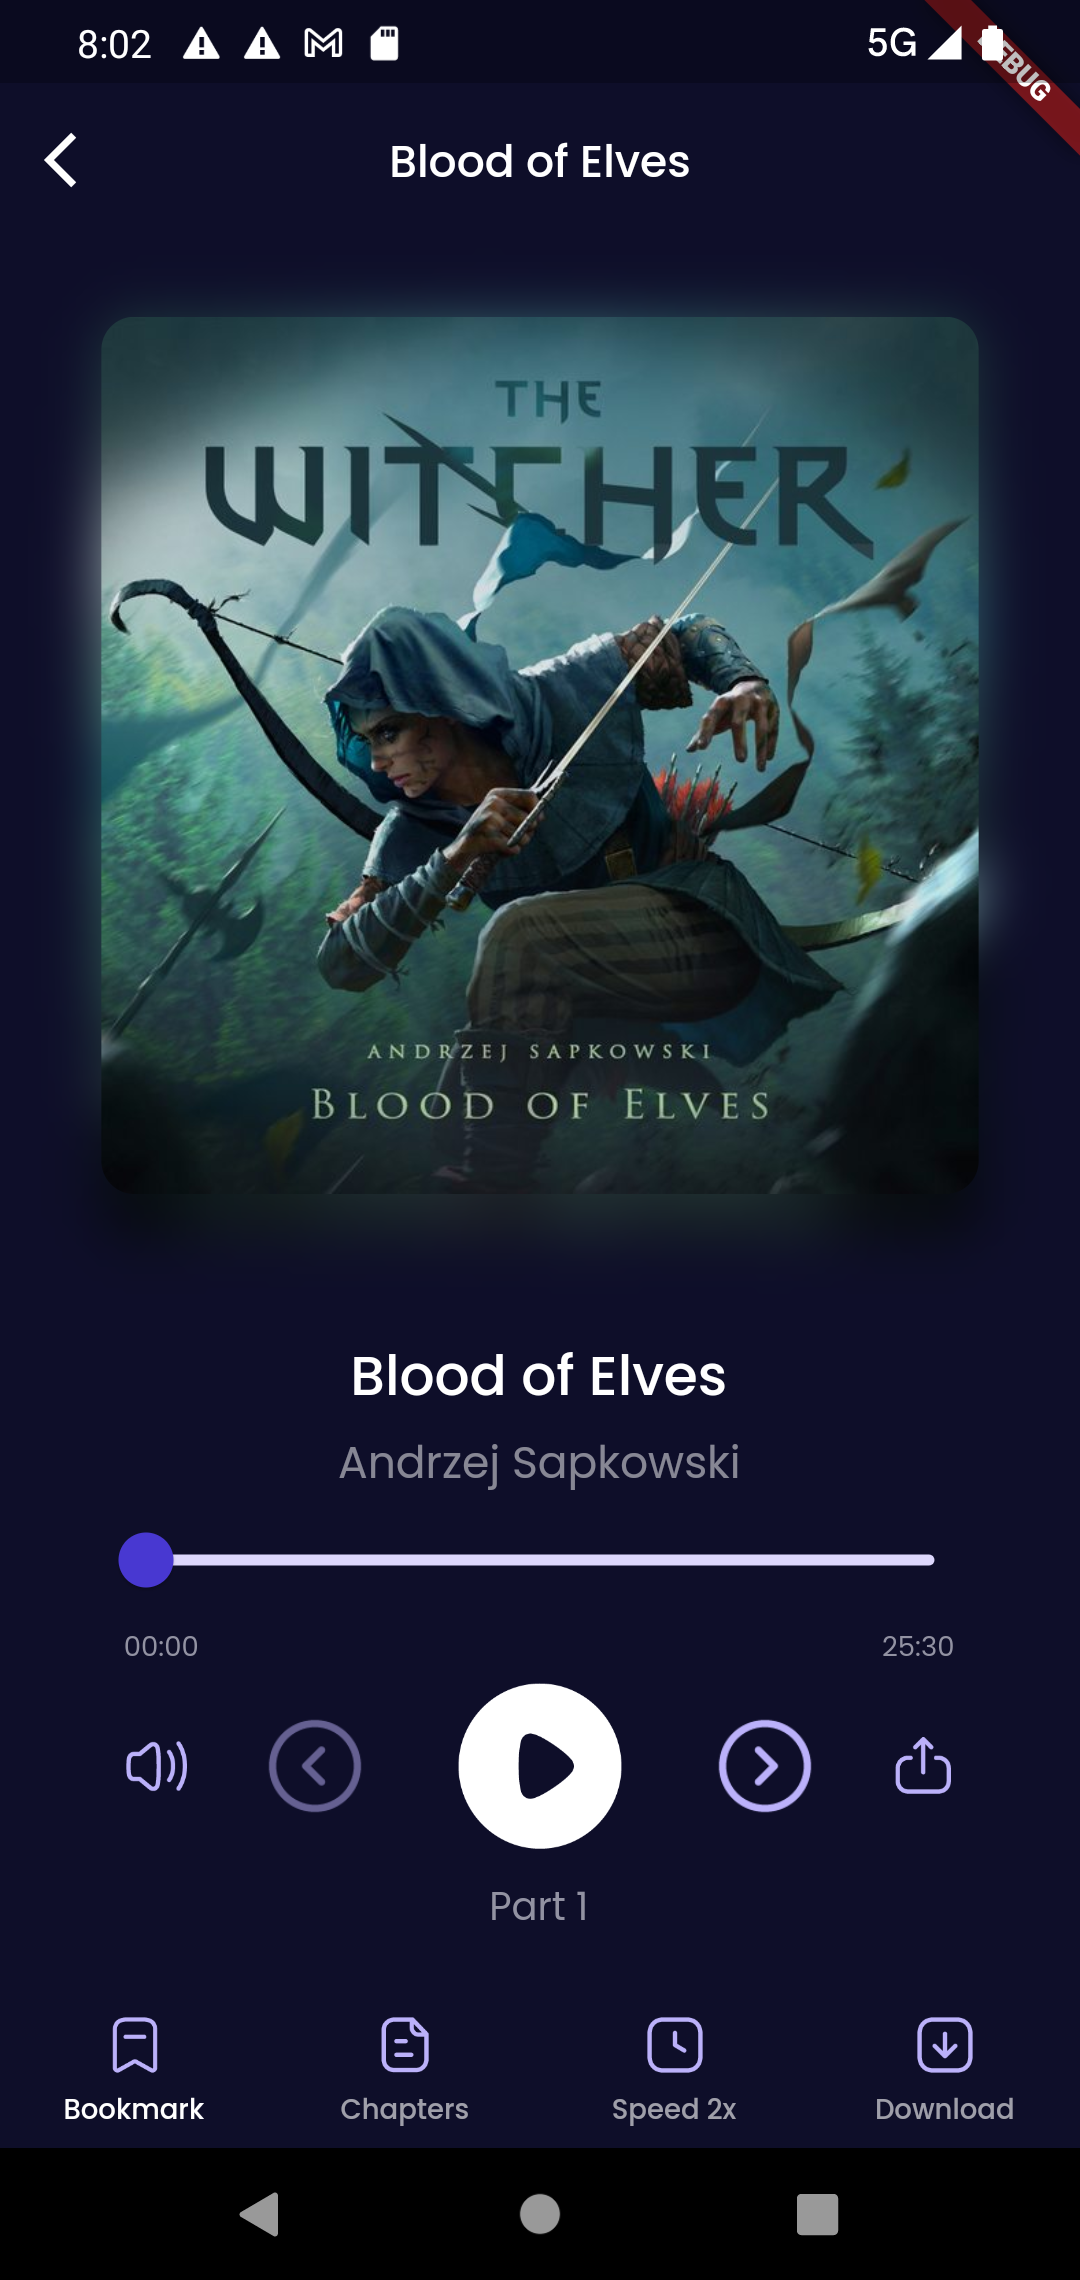 8:02
5G
EBUG
Blood of Elves
THE
WITCHER
ANDRZEJ SAPKOWSKI
BLOOD OF ELVES
Blood of Elves
Andrzej Sapkowski
00:00
25:30
Part 1
Bookmark
Chapters
Speed 2x
Download